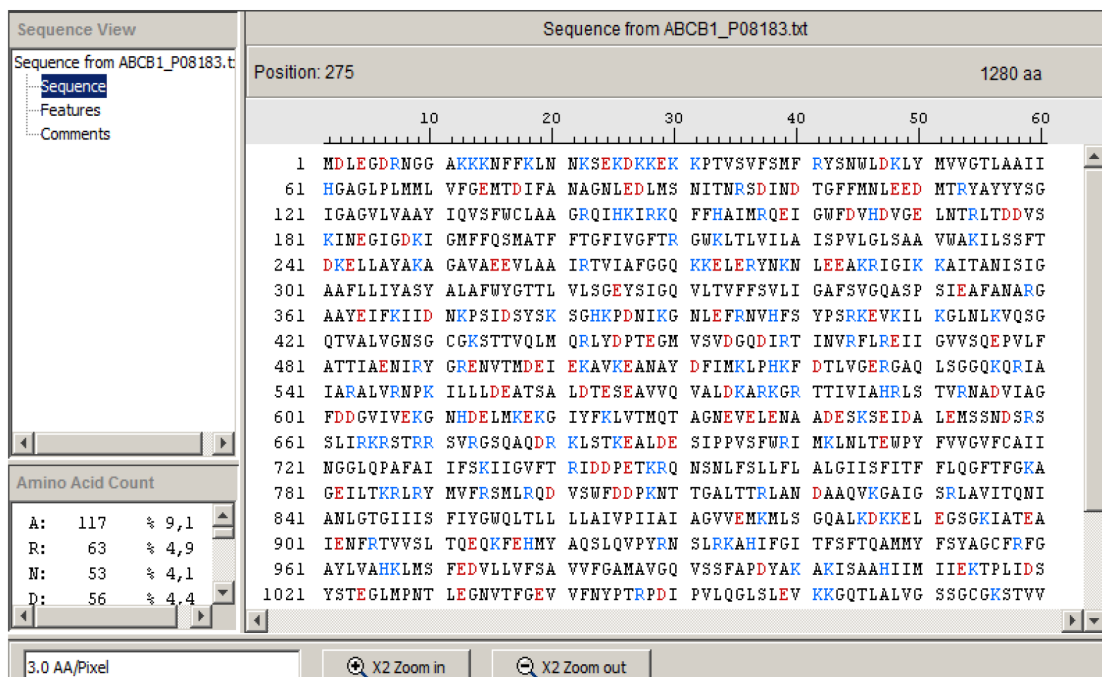 Sequence View
Sequence from ABCB1_P08183.t
Sequence
Features
Comments
Amino Acid Count
A: 117 % 9,1
R: 63 % 4,9
N: 53 % 4,1
D: 56 % 4,4
Sequence from ABCB1_P08183.txt
Position: 275 1280 aa
10 20 30 40 50 60
1 MDLEGDRNGG AKKKNFFKLN NKSEKDKKEK KPTVSVFSMF RYSNWLDKLY MVVGTLAAII
61 HGAGLPLMML VFGEMTDIFA NAGNLEDLMS NITNRSDIND TGFFMNLEED MTRYAYYYSG
121 IGAGVLVAAY IQVSFWCLAA GRQIHKIRKQ FFHAIMRQEI GWFDVHDVGE LNTRLTDDVS
181 KINEGIGDKI GMFFQSMATF FTGFIVGFTR GWKLTLVILA ISPVLGLSAA VWAKILSSFT
241 DKELLAYAKA GAVAEEVLAA IRTVIAFGGQ KKELERYNKN LEEAKRIGIK KAITANISIG
301 AAFLLIYASY ALAFWYGTTL VLSGEYSIGQ VLTVFFSVLI GAFSVGQASP SIEAFANARG
361 AAYEIFKIID NKPSIDSYSK SGHKPDNIKG NLEFRNVHFS YPSRKEVKIL KGLNLKVQSG
421 QTVALVGNSG CGKSTTVQLM QRLYDPTEGM VSVDGQDIRT INVRFLREII GVVSQEPVLF
481 ATTIAENIRY GRENVTMDEI EKAVKEANAY DFIMKLPHKF DTLVGERGAQ LSGGQKQRIA
541 IARALVRNPK ILLLDEATSA LDTESEAVVQ VALDKARKGR TTIVIAHRLS TVRNADVIAG
601 FDDGVIVEKG NHDELMKEKG IYFKLVTMQT AGNEVELENA ADESKSEIDA LEMSSNDSRS
661 SLIRKRSTRR SVRGSQAQDR KLSTKEALDE SIPPVSFWRI MKLNLTEWPY FVVGVFCAII
721 NGGLQPAFAI IFSKIIGVFT RIDDPETKRQ NSNLFSLLFL ALGIISFITF FLQGFTFGKA
781 GEILTKRLRY MVFRSMLRQD VSWFDDPKNT TGALTTRLAN DAAQVKGAIG SRLAVITQNI
841 ANLGTGIIIS FIYGWQLTLL LLAIVPIIAI AGVVEMKMLS GQALKDKKEL EGSGKIATEA
901 IENFRTVVSL TQEQKFEHMY AQSLQVPYRN SLRKAHIFGI TFSFTQAMMY FSYAGCFRFG
961 AYLVAHKLMS FEDVLLVFSA VVFGAMAVGQ VSSFAPDYAK AKISAAHIIM IIEKTPLIDS
1021 YSTEGLMPNT LEGNVTFGEV VFNYPTRPDI PVLQGLSLEV KKGQTLALVG SSGCGKSTVV
3.0 AA/Pixel X2 Zoom in X2 Zoom out